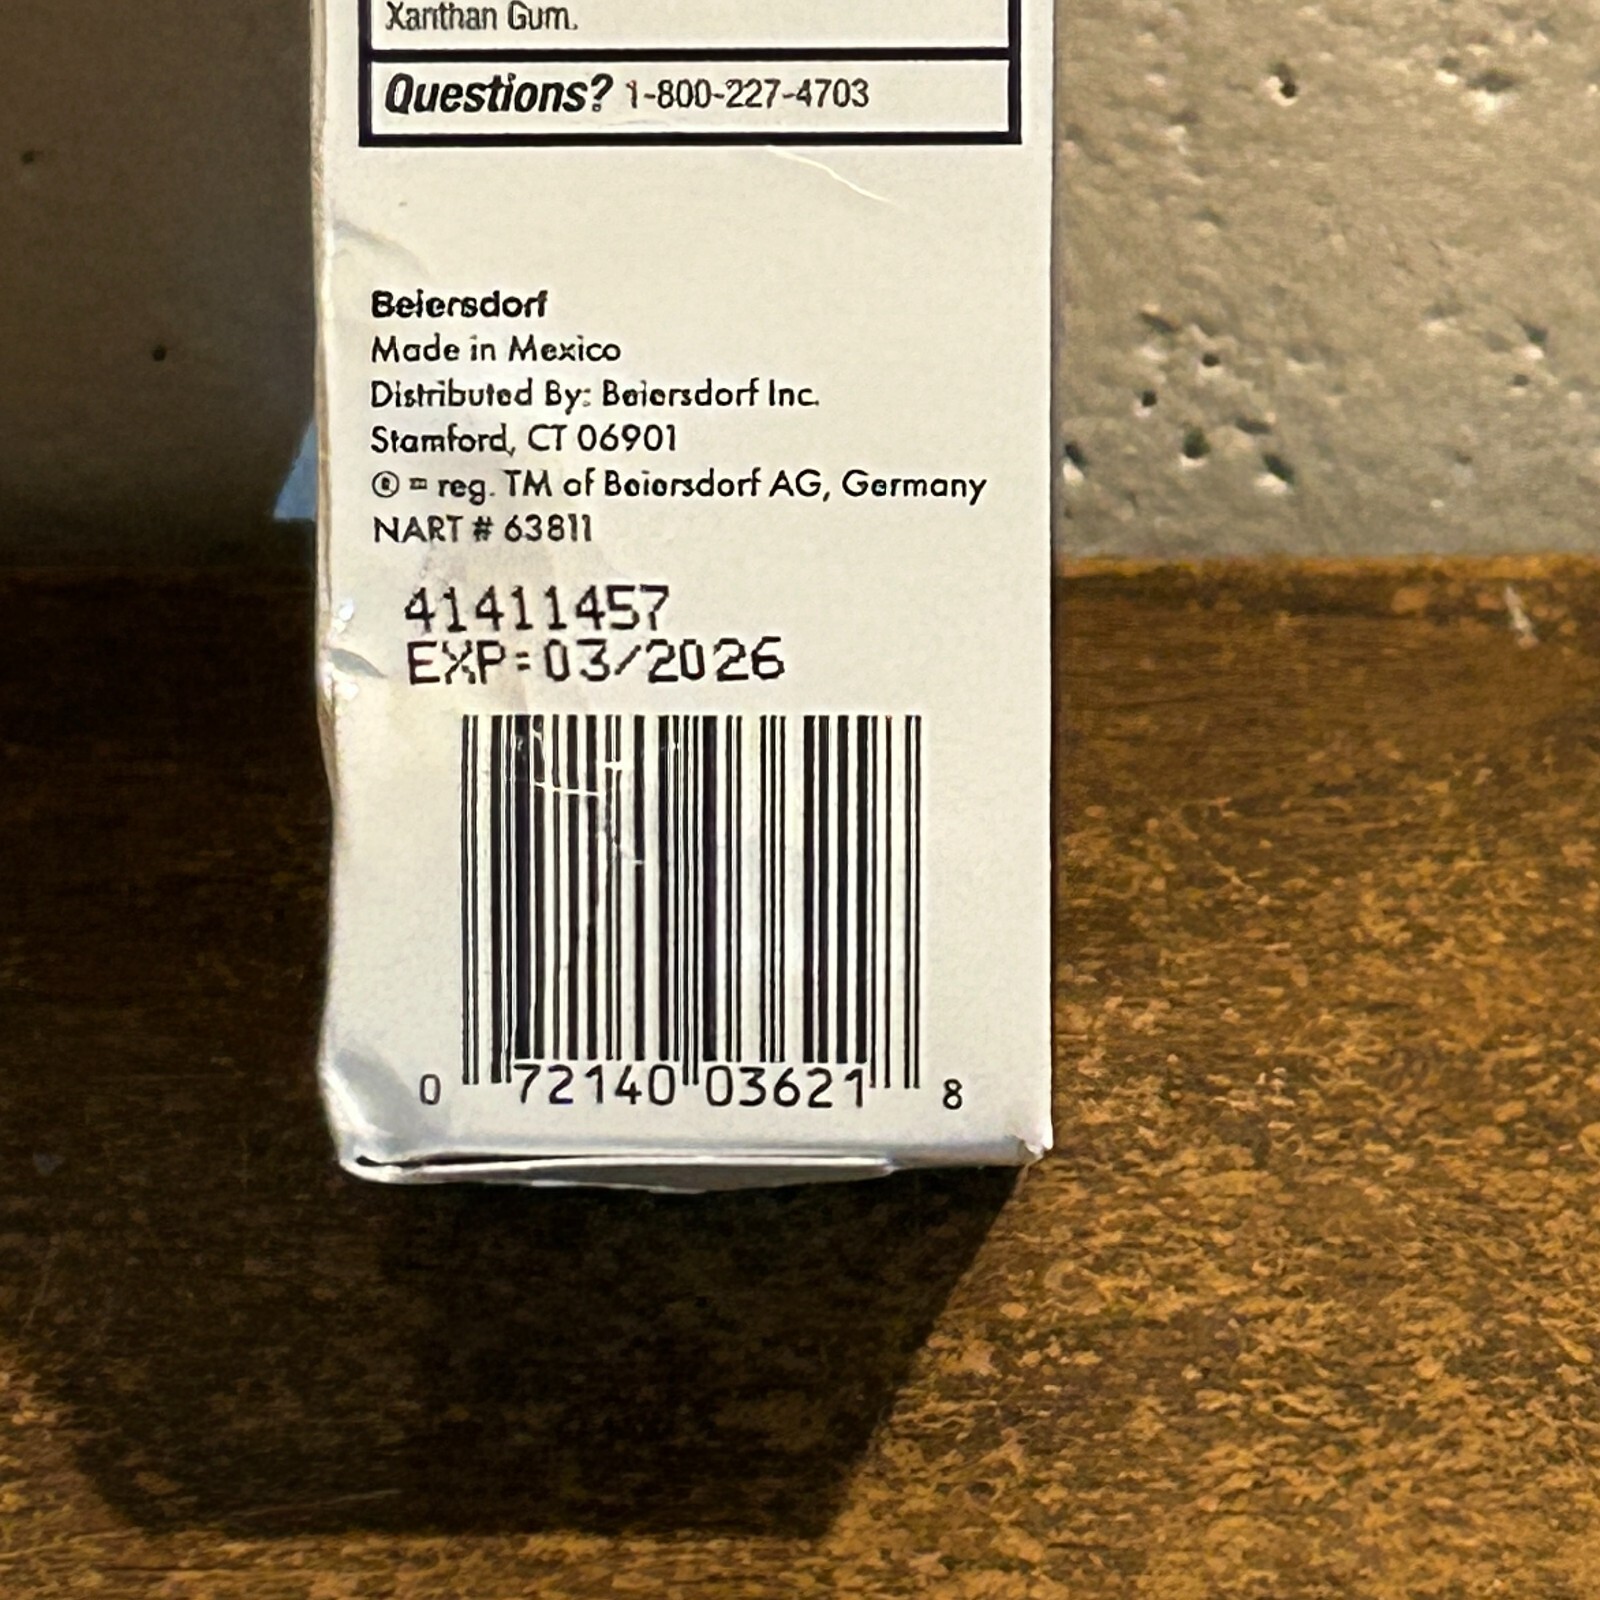 Xanthan Gum.
Questions? 1-800-227-4703
Beiersdorf
Made in Mexico
Distributed By: Beiersdorf Inc.
Stamford, CT 06901
® = reg. TM of Beiersdorf AG, Germany
NART # 63811
41411457
EXP=03/2026
0 72140 03621 8